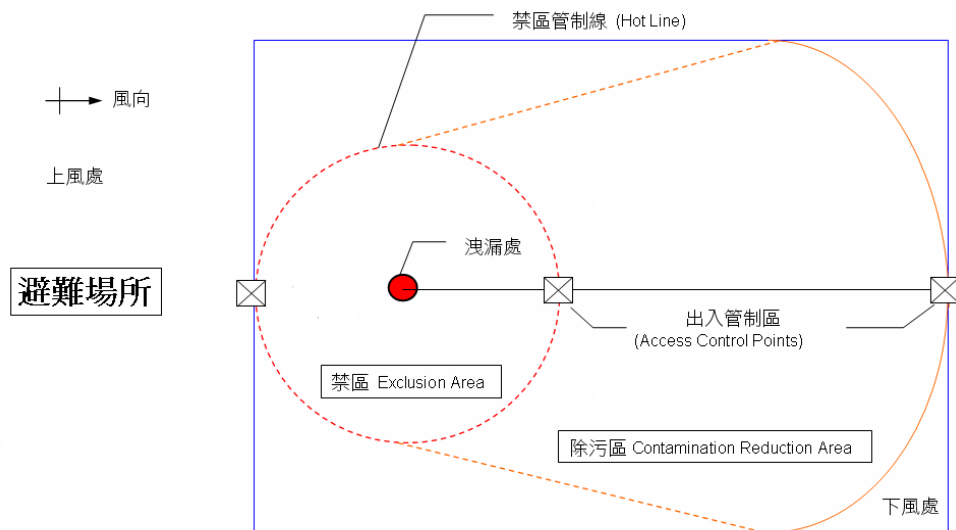 禁區管制線 (Hot Line)
風向
上風處
洩漏處
避難場所
出入管制區
(Access Control Points)
禁區 Exclusion Area
除污區 Contamination Reduction Area
下風處